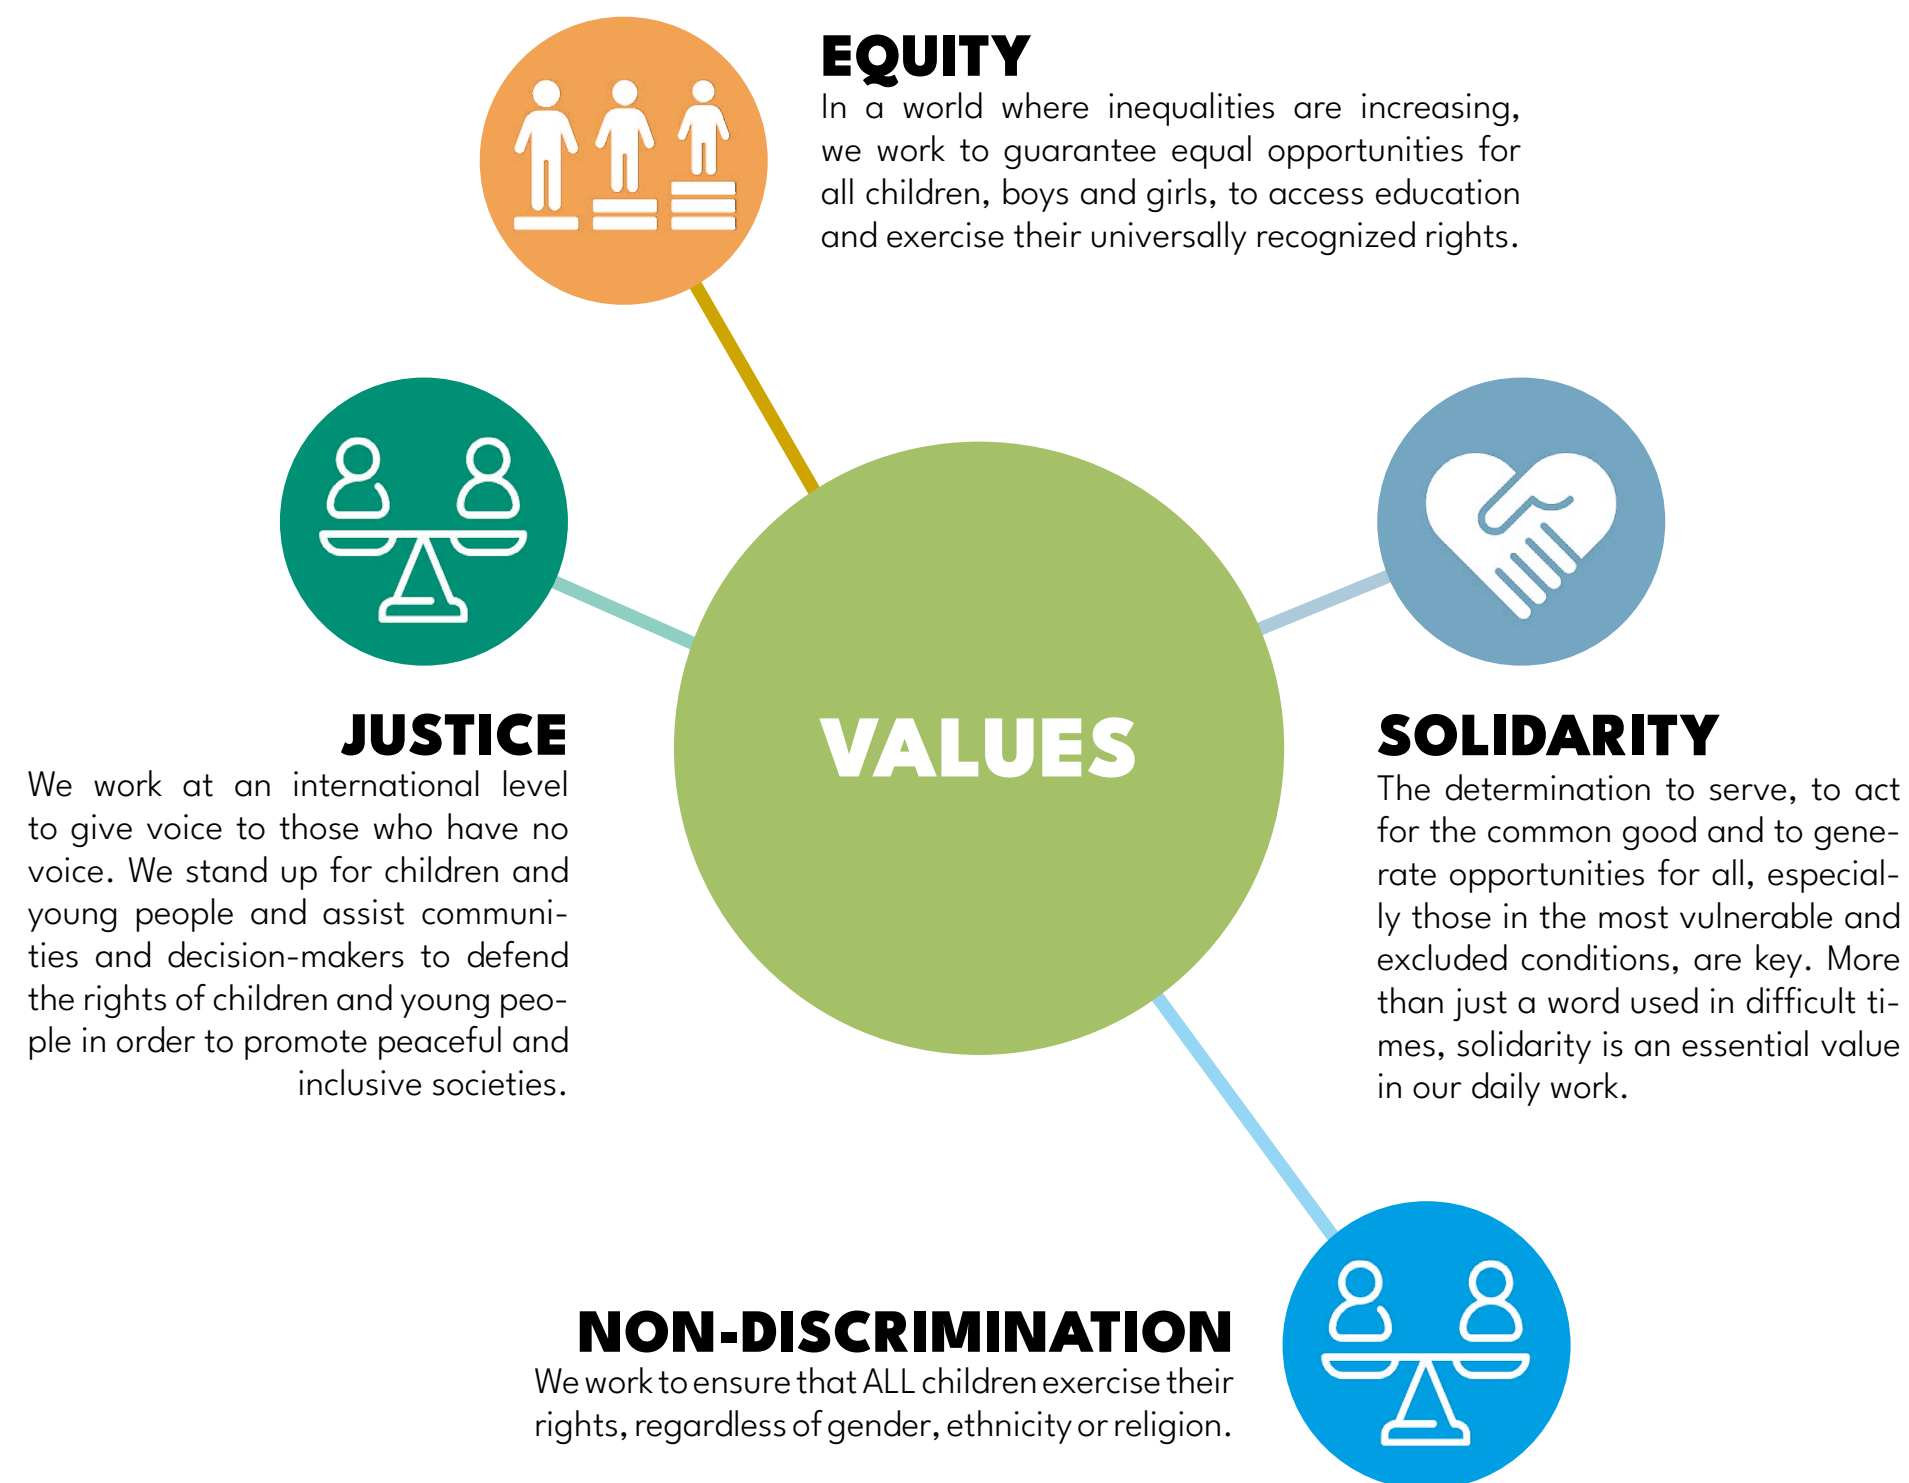 EQUITY
In a world where inequalities are increasing,
we work to guarantee equal opportunities for
all children, boys and girls, to access education
and exercise their universally recognized rights.
JUSTICE
We work at an international level
to give voice to those who have no
voice. We stand up for children and
young people and assist communi-
ties and decision-makers to defend
the rights of children and young peo-
ple in order to promote peaceful and
inclusive societies.
VALUES
SOLIDARITY
The determination to serve, to act
for the common good and to gene-
rate opportunities for all, especial-
ly those in the most vulnerable and
excluded conditions, are key. More
than just a word used in difficult ti-
mes, solidarity is an essential value
in our daily work.
NON-DISCRIMINATION
We work to ensure that ALL children exercise their
rights, regardless of gender, ethnicity or religion.